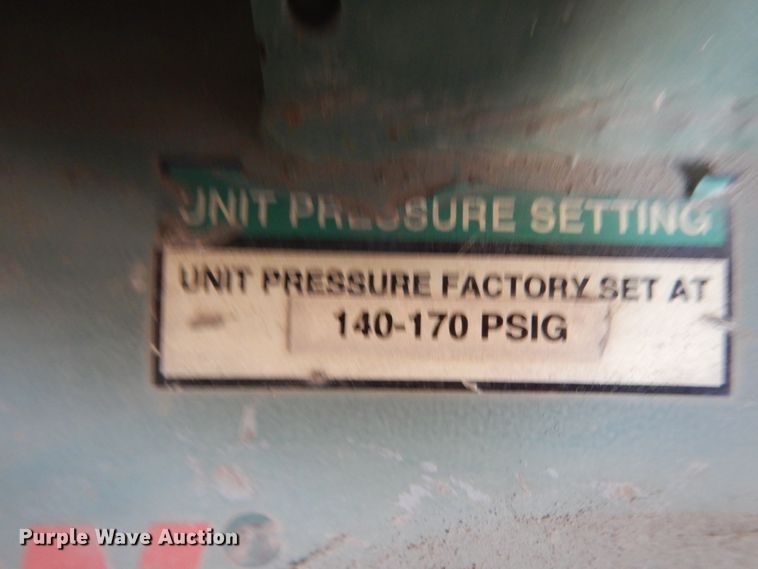 UNIT PRESSURE SETTING
UNIT PRESSURE FACTORY SET AT
140-170 PSIG
Purple Wave Auction